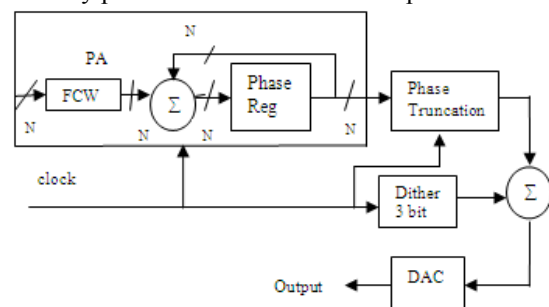 N
PA
Phase
Reg
Phase
Truncation
FCW
Σ
N
N
N
N
clock
Dither
3 bit
Σ
Output
DAC